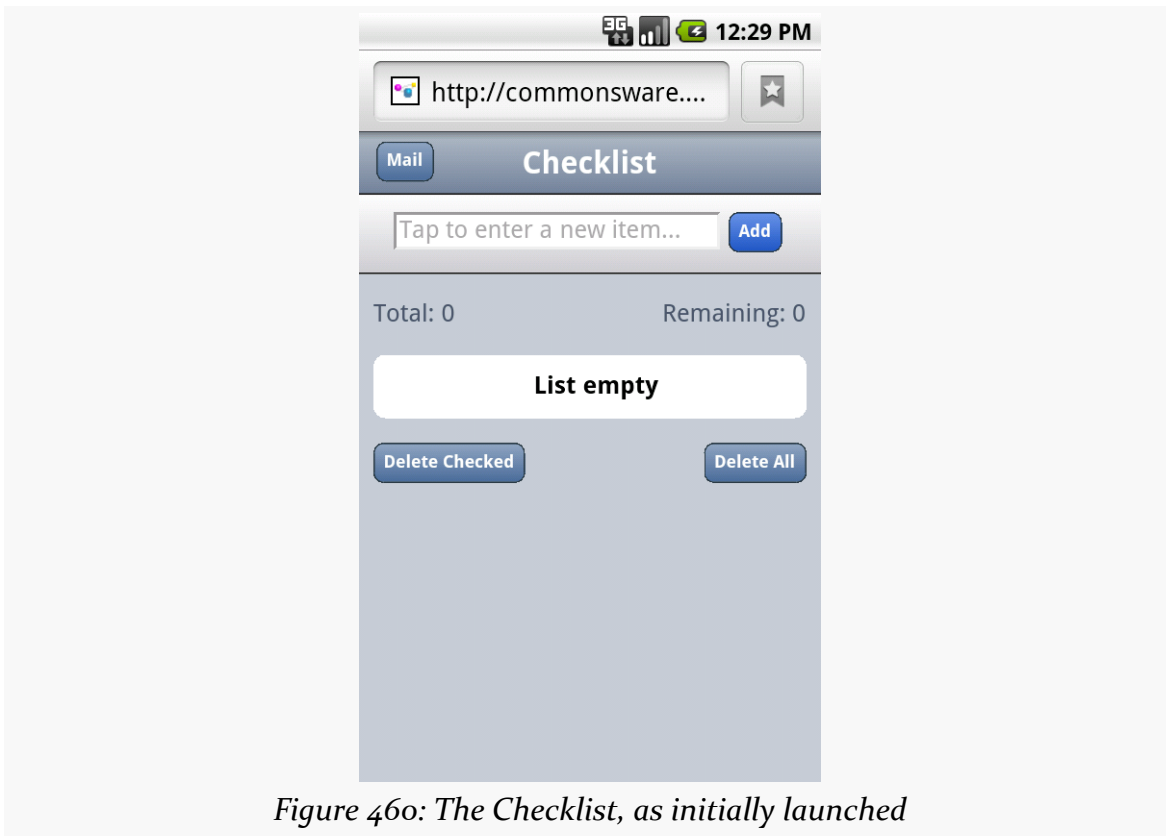 3G 12:29 PM
http://commonsware....
Mail Checklist
Tap to enter a new item... Add
Total: 0 Remaining: 0
List empty
Delete Checked Delete All
Figure 460: The Checklist, as initially launched